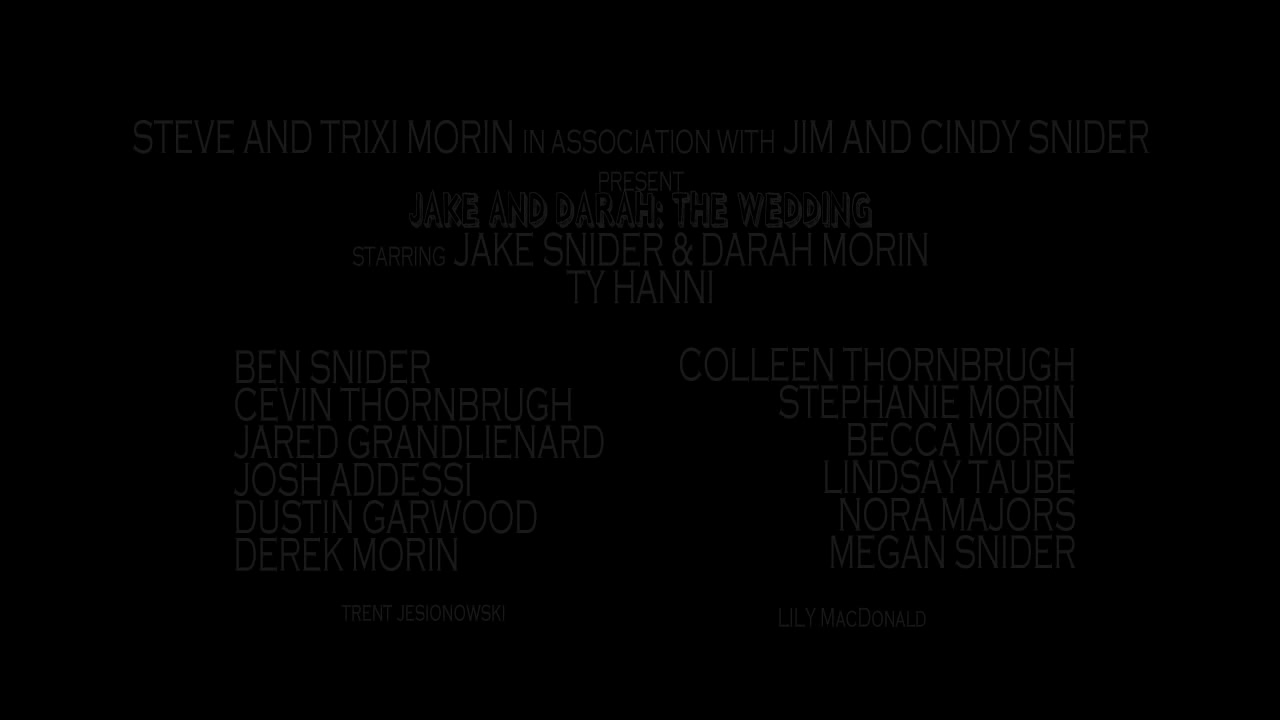 STEVE AND TRIXI MORIN IN ASSOCIATION WITH JIM AND CINDY SNIDER
PRESENT
JAKE AND DARAH: THE WEDDING
STARRING JAKE SNIDER & DARAH MORIN
TY HANNI
BEN SNIDER
CEVIN THORNBRUGH
JARED GRANDLIENARD
JOSH ADDESSI
DUSTIN GARWOOD
DEREK MORIN
TRENT JESIONOWSKI
COLLEEN THORNBRUGH
STEPHANIE MORIN
BECCA MORIN
LINDSAY TAUBE
NORA MAJORS
MEGAN SNIDER
LILY MacDonald